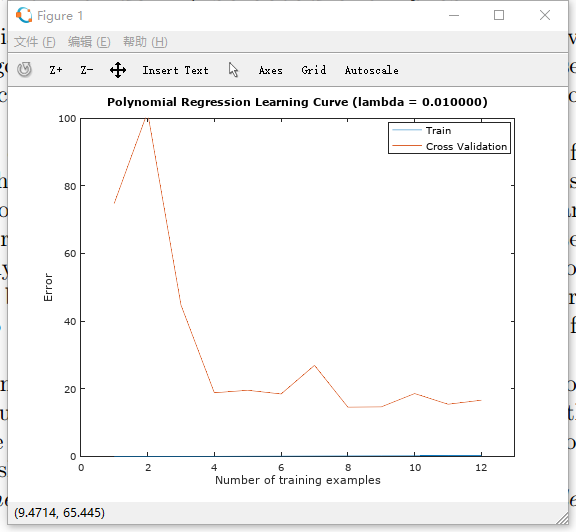 Figure 1
文件 (F) 编辑 (E) 帮助 (H)
Z+ Z- Insert Text Axes Grid Autoscale
Polynomial Regression Learning Curve (lambda = 0.010000)
Train
Cross Validation
100
80
60
40
20
0
Error
0 2 4 6 8 10 12
Number of training examples
(9.4714, 65.445)